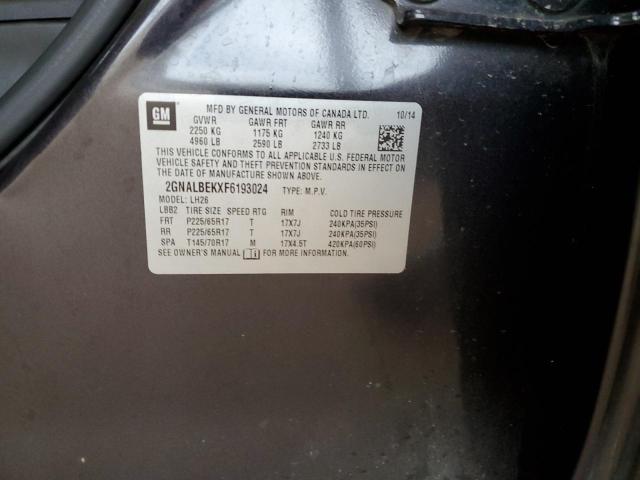 GM
MFD BY GENERAL MOTORS OF CANADA LTD. 10/14
GVWR GAWR FRT GAWR RR
2250 KG 1175 KG 1240 KG
4960 LB 2590 LB 2733 LB
THIS VEHICLE CONFORMS TO ALL APPLICABLE U.S. FEDERAL MOTOR
VEHICLE SAFETY AND THEFT PREVENTION STANDARDS IN EFFECT ON
THE DATE OF MANUFACTURE SHOWN ABOVE.
2GNALBEKXF6193024 TYPE: M.P.V.
MODEL: LH26
LBB2 TIRE SIZE SPEED RTG RIM COLD TIRE PRESSURE
FRT P225/65R17 T 17X7J 240KPA(35PSI)
RR P225/65R17 T 17X7J 240KPA(35PSI)
SPA T145/70R17 M 17X4.5T 420KPA(60PSI)
SEE OWNER'S MANUAL i FOR MORE INFORMATION.